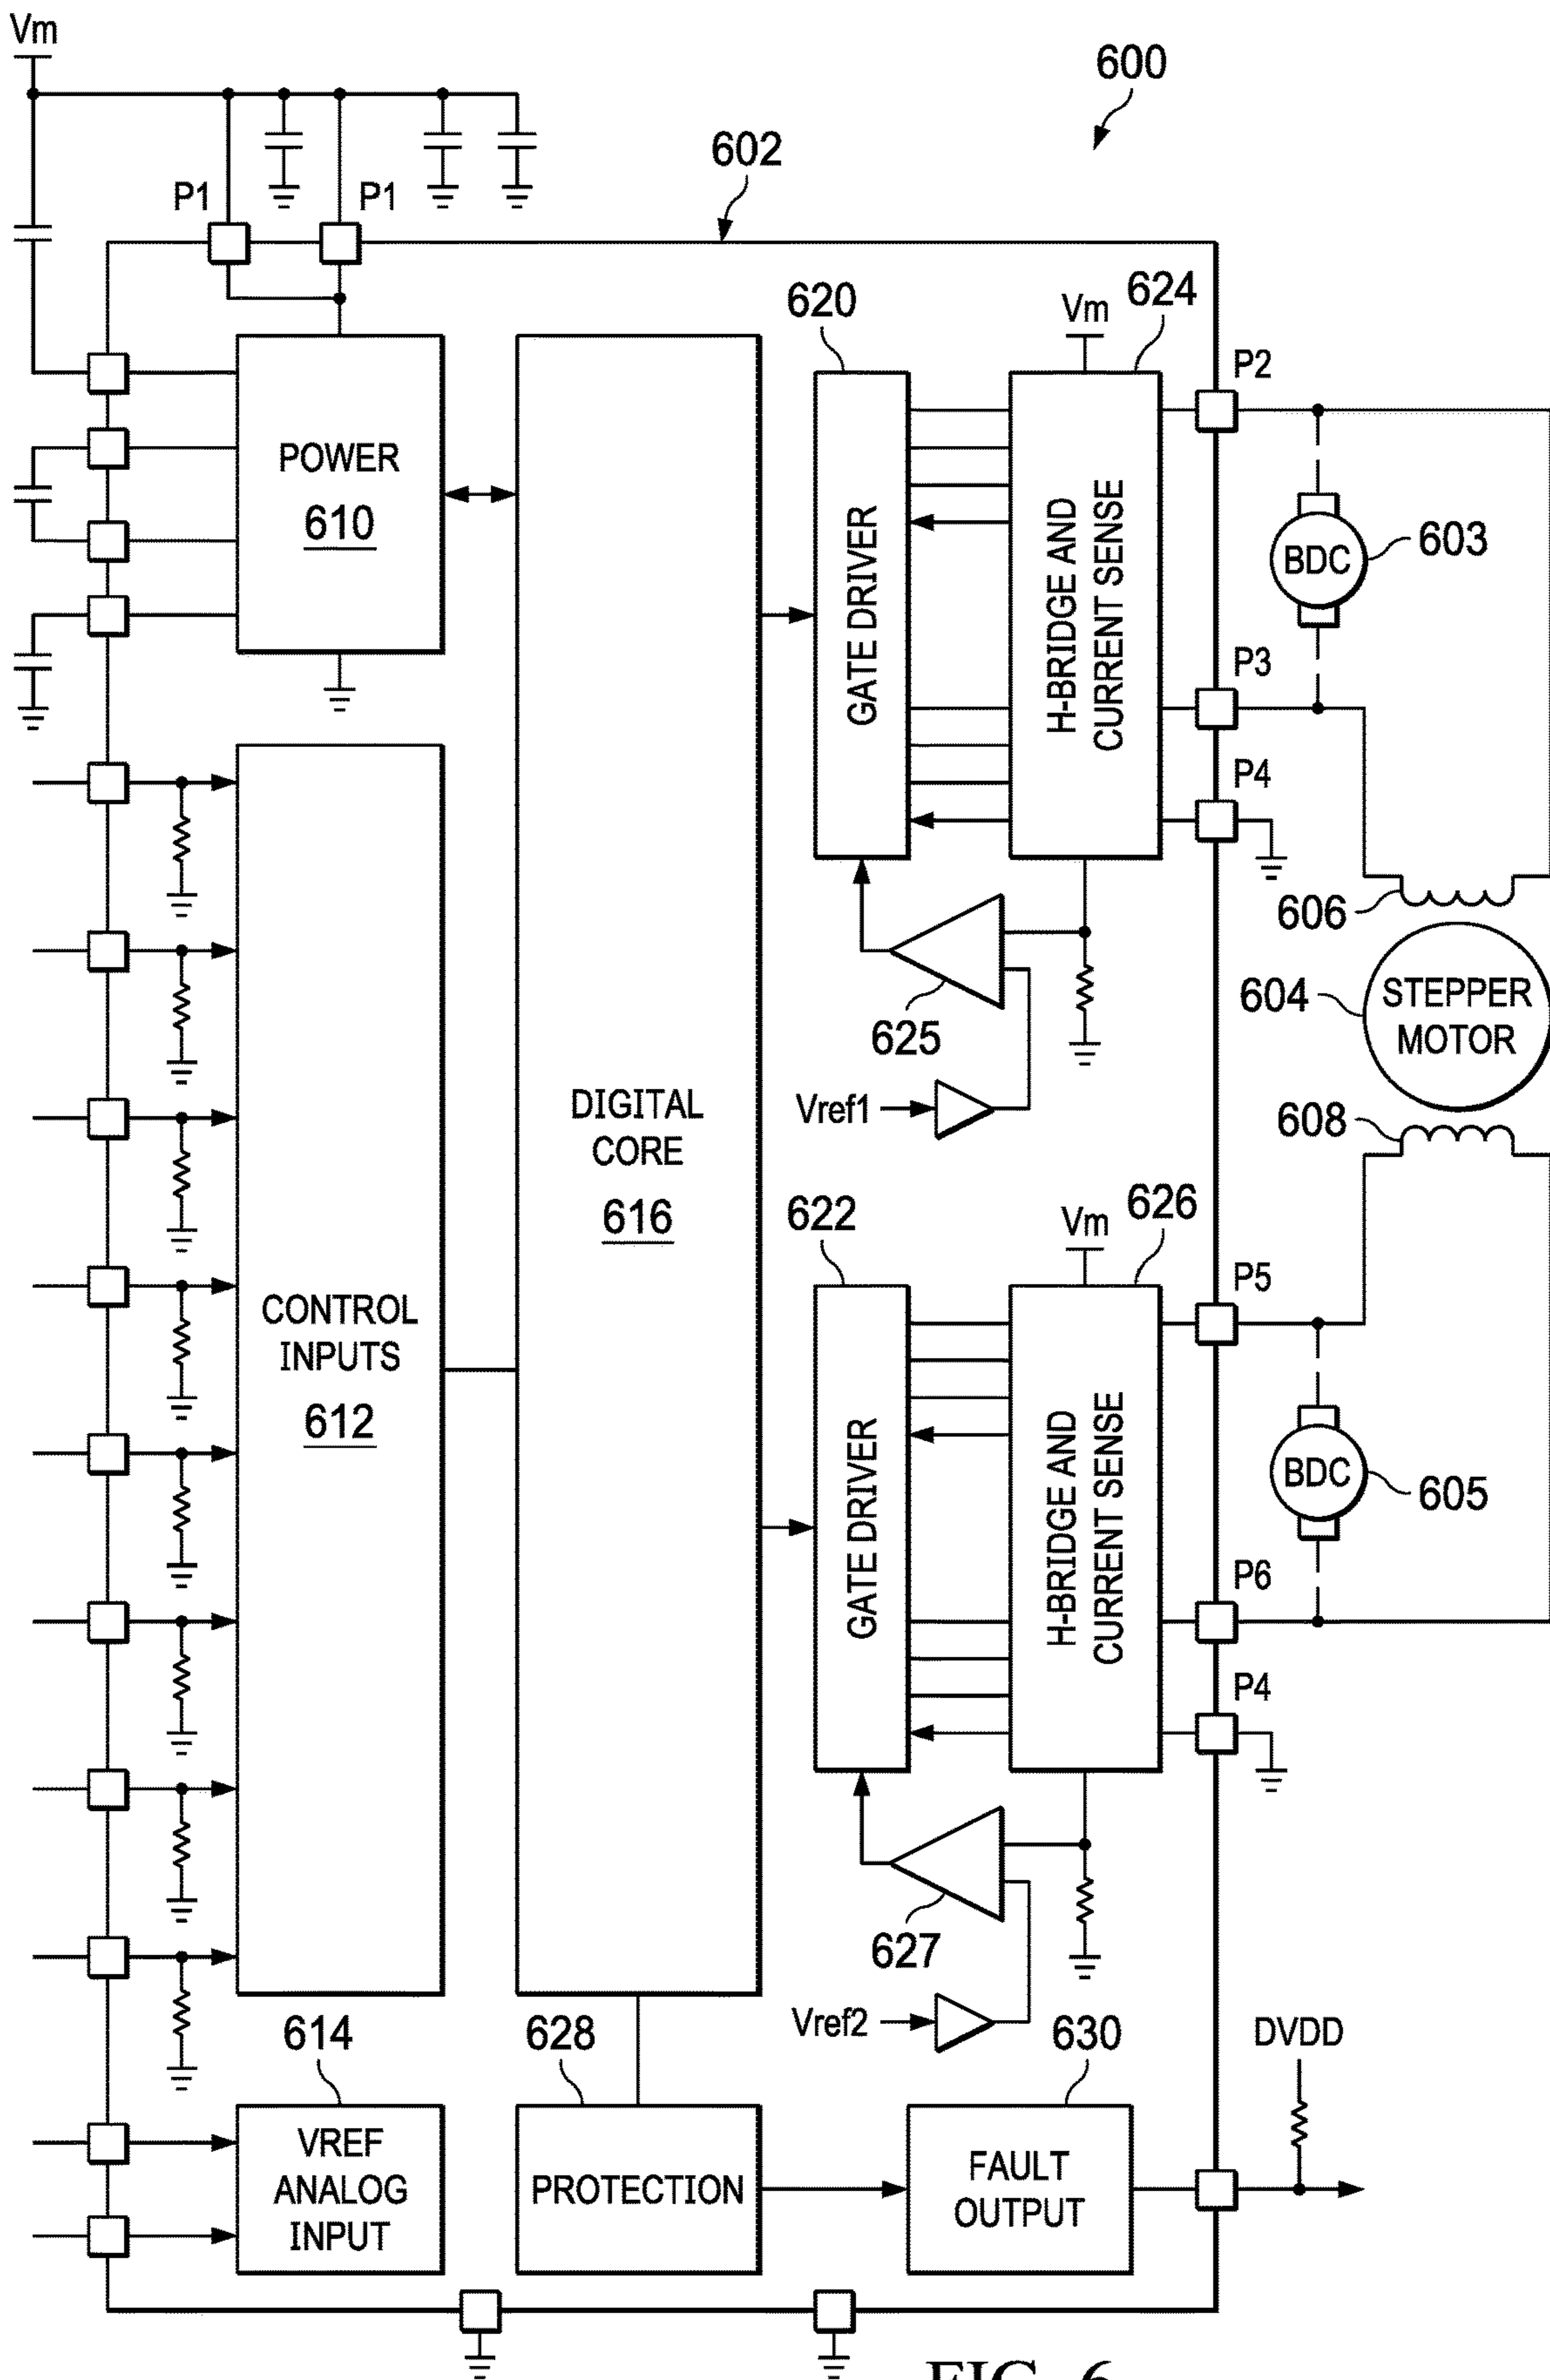 Vm
600
602
P1
P1
620
Vm
624
P2
POWER
610
GATE DRIVER
H-BRIDGE AND
CURRENT SENSE
BDC
603
P3
P4
606
625
604
STEPPER
MOTOR
Vref1
608
DIGITAL
CORE
616
622
Vm
626
P5
CONTROL
INPUTS
612
GATE DRIVER
H-BRIDGE AND
CURRENT SENSE
BDC
605
P6
P4
627
Vref2
614
628
630
DVDD
VREF
ANALOG
INPUT
PROTECTION
FAULT
OUTPUT
FIG. 6